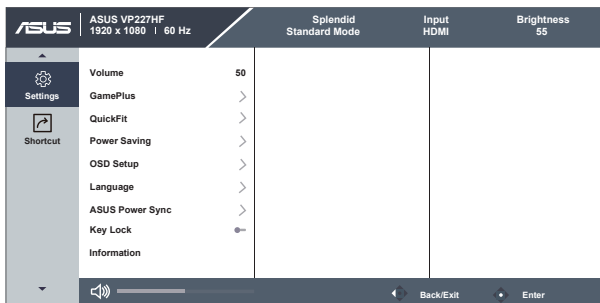 ASUS
ASUS VP227HF
1920 x 1080 | 60 Hz
Splendid
Standard Mode
Input
HDMI
Brightness
55
Settings
Shortcut
Volume 50
GamePlus
QuickFit
Power Saving
OSD Setup
Language
ASUS Power Sync
Key Lock
Information
Back/Exit
Enter